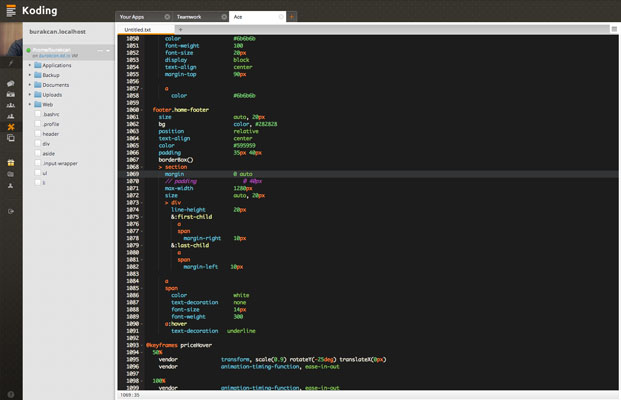 Koding
Your Apps
Teamwork
Ace
burakcan.localhost
Untitled.txt
Applications
Backup
Documents
Uploads
Web
.bashrc
.profile
header
div
aside
.input-wrapper
ul
li
1050 color #6b6b6b
1051 font-weight 100
1052 font-size 20px
1053 display block
1054 text-align center
1055 margin-top 90px
1056
1057 a
1058 color #6b6b6b
1059
1060 footer.home-footer
1061 size auto, 20px
1062 bg color, #282828
1063 position relative
1064 text-align center
1065 color #595959
1066 padding 35px 40px
1067 borderBox()
1068 > section
1069 margin 0 auto
1070 // padding 0 40px
1071 max-width 1280px
1072 size auto, 20px
1073 > div
1074 line-height 20px
1075 &:first-child
1076 a
1077 span
1078 margin-right 10px
1079 &:last-child
1080 a
1081 span
1082 margin-left 10px
1083
1084 a
1085 span
1086 color white
1087 text-decoration none
1088 font-size 14px
1089 font-weight 300
1090 a:hover
1091 text-decoration underline
1092
1093 @keyframes priceHover
1094 50%
1095 vendor transform, scale(0.9) rotateY(-25deg) translateX(0px)
1096 vendor animation-timing-function, ease-in-out
1097
1098 100%
1099 vendor animation-timing-function, ease-in-out
1069:35